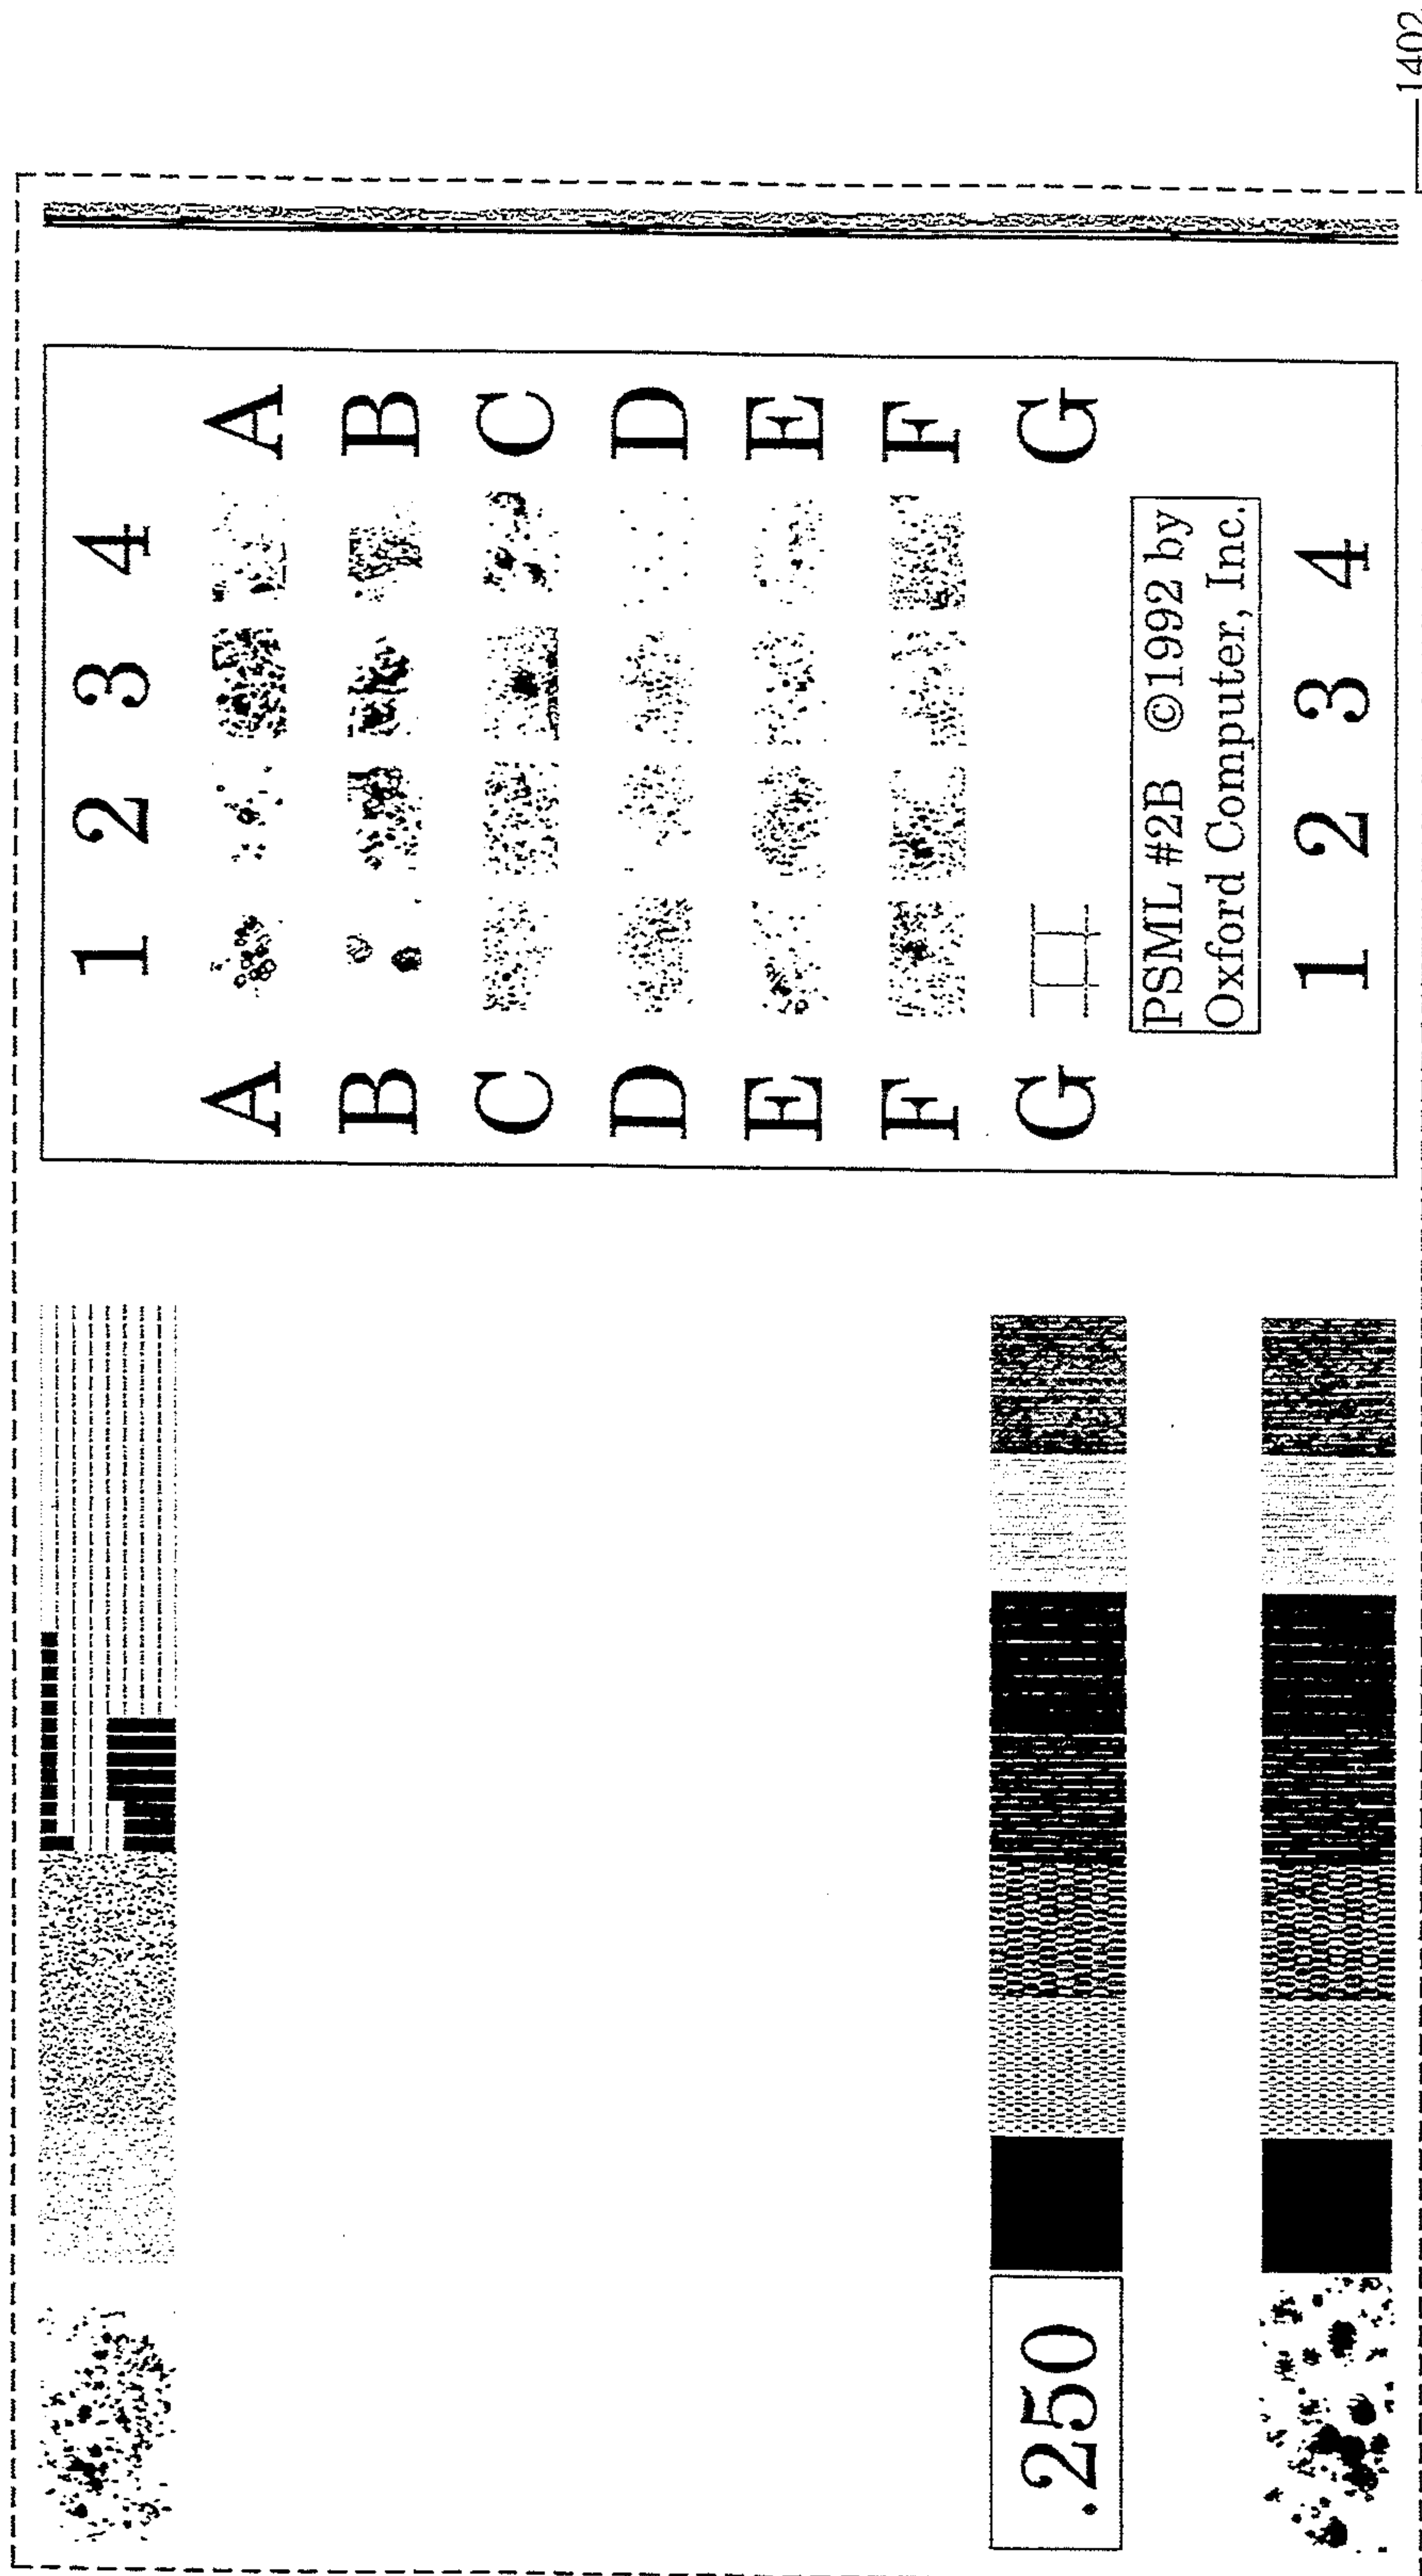 1402
1 2 3 4
A A
B B
C C
D D
E E
F F
G G
PSML #2B ©1992 by
Oxford Computer, Inc.
1 2 3 4
.250